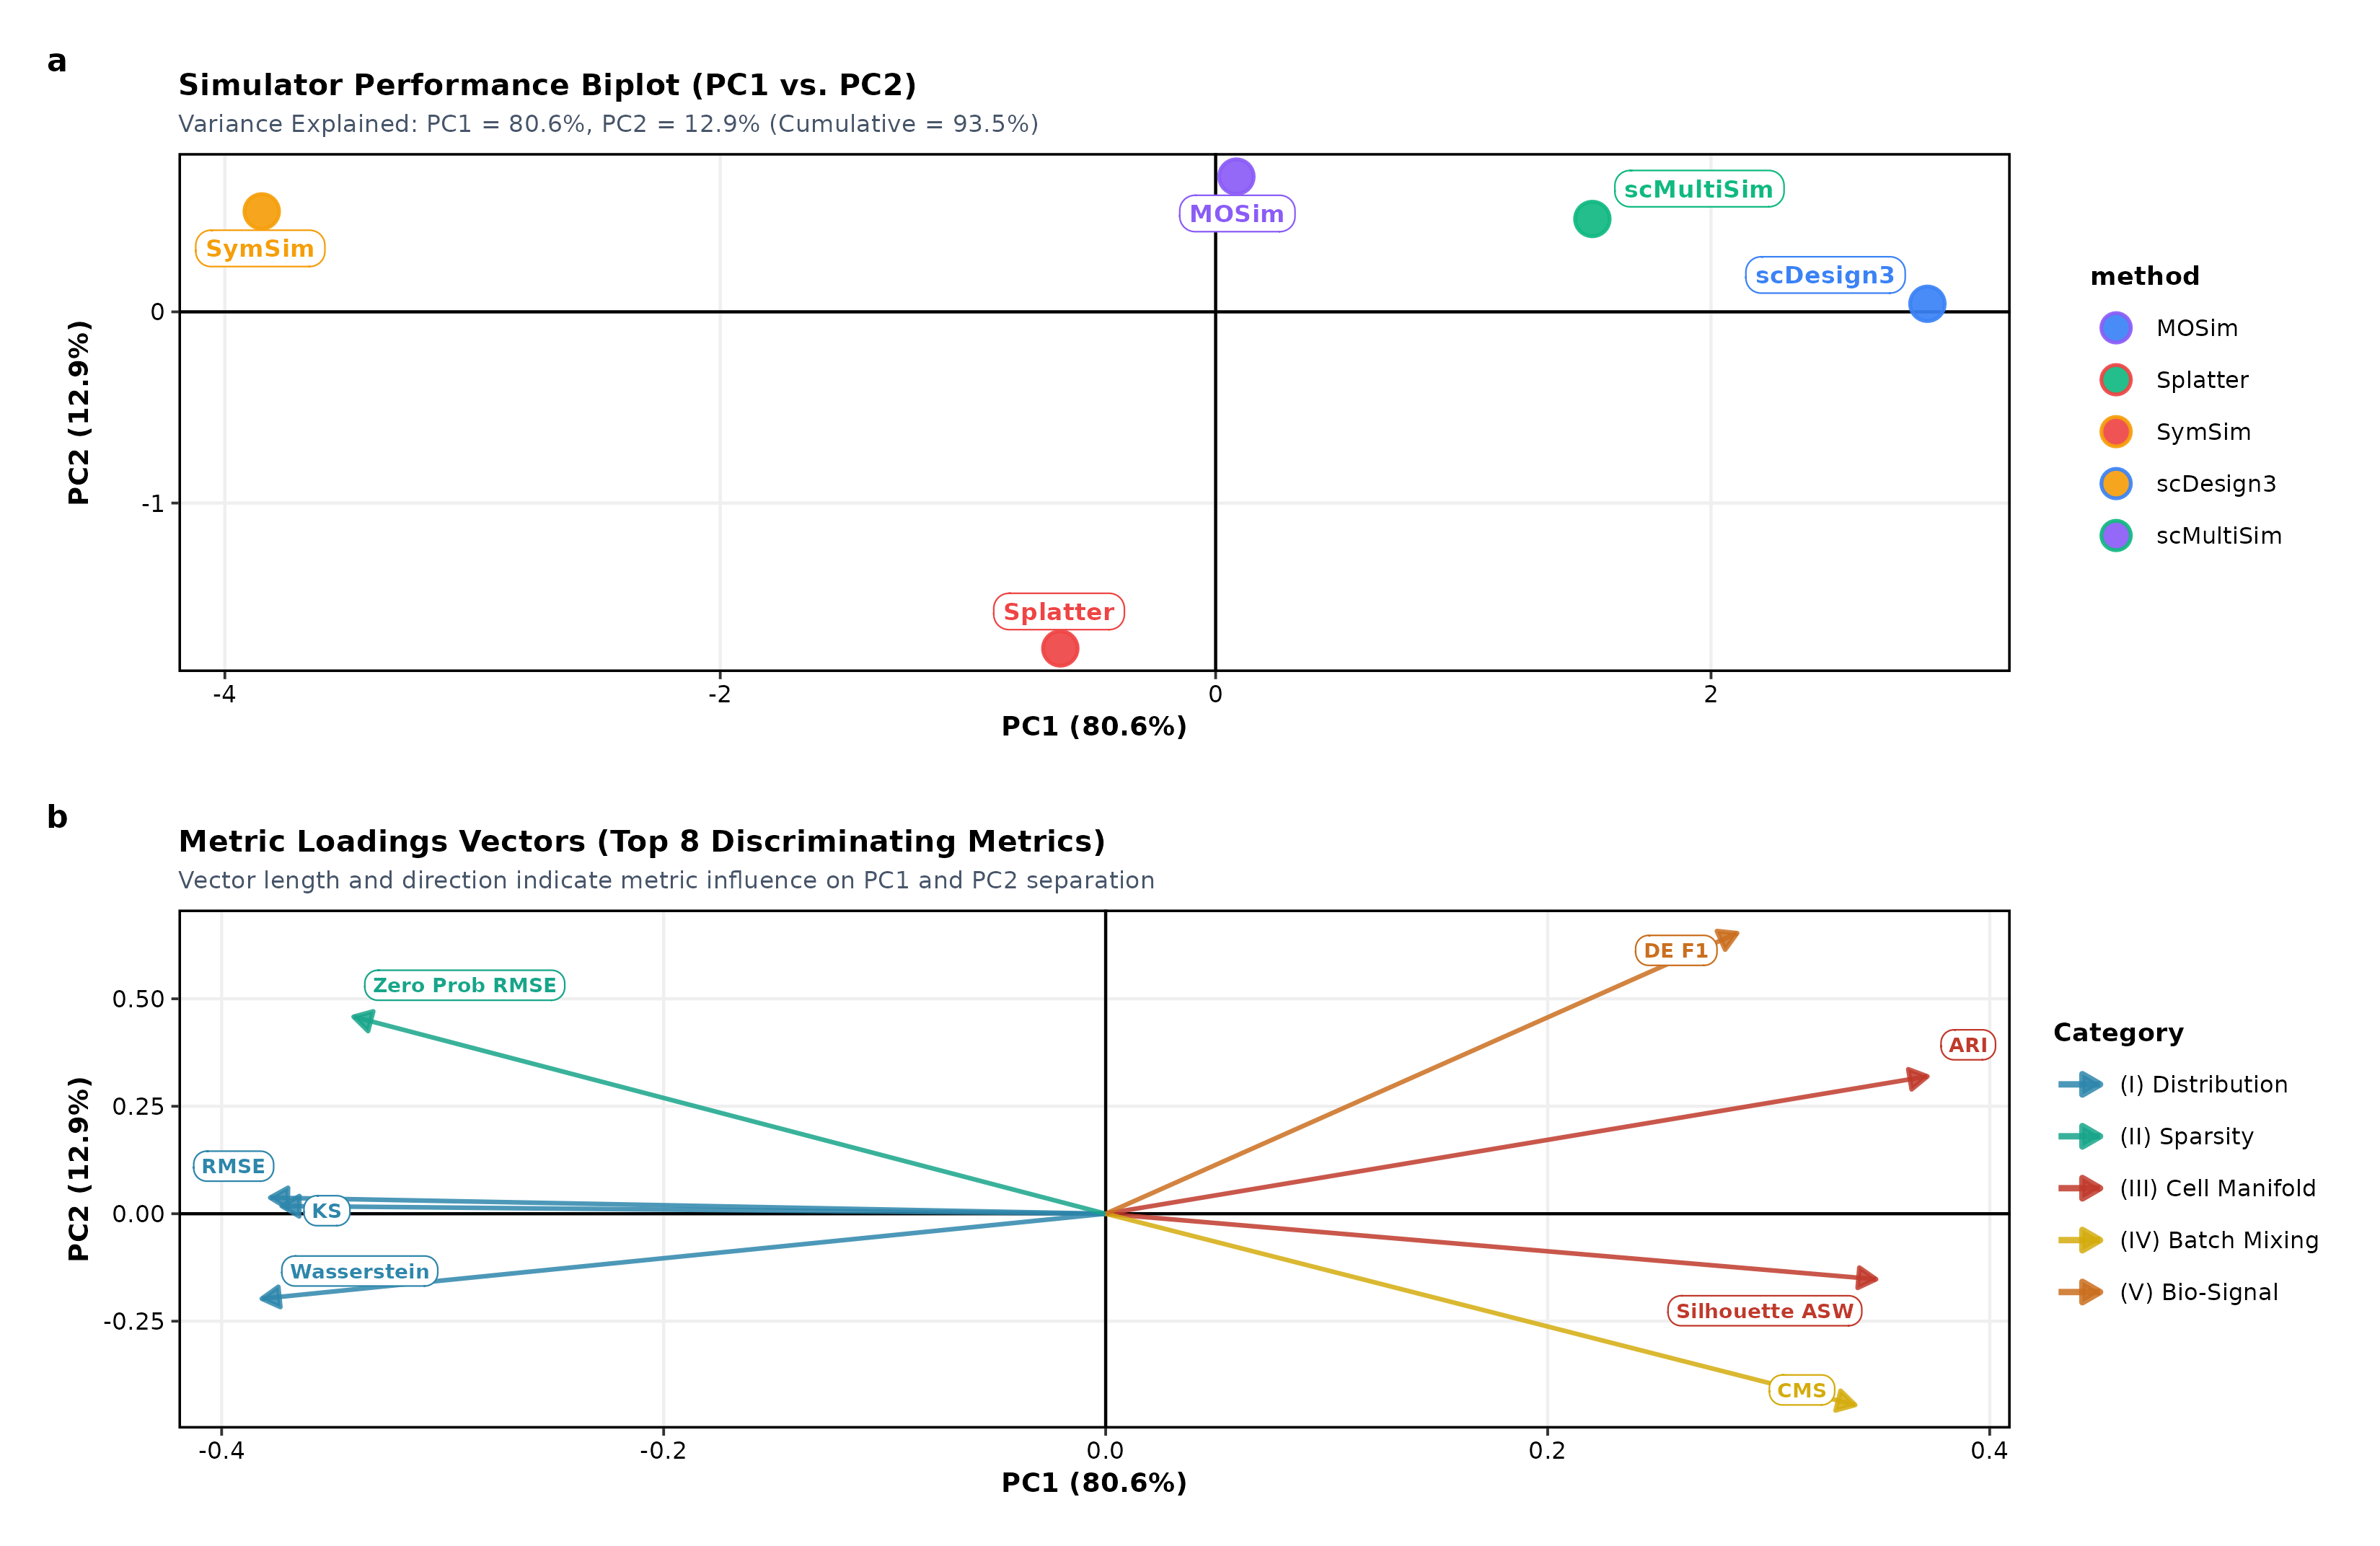 a
Simulator Performance Biplot (PC1 vs. PC2)
Variance Explained: PC1 = 80.6%, PC2 = 12.9% (Cumulative = 93.5%)
scMultiSim
MOSim
SymSim
scDesign3
Splatter
0
-1
PC2 (12.9%)
-4
-2
0
2
PC1 (80.6%)
method
MOSim
Splatter
SymSim
scDesign3
scMultiSim
b
Metric Loadings Vectors (Top 8 Discriminating Metrics)
Vector length and direction indicate metric influence on PC1 and PC2 separation
DE F1
Zero Prob RMSE
ARI
RMSE
KS
Wasserstein
Silhouette ASW
CMS
0.50
0.25
0.00
-0.25
PC2 (12.9%)
-0.4
-0.2
0.0
0.2
0.4
PC1 (80.6%)
Category
(I) Distribution
(II) Sparsity
(III) Cell Manifold
(IV) Batch Mixing
(V) Bio-Signal